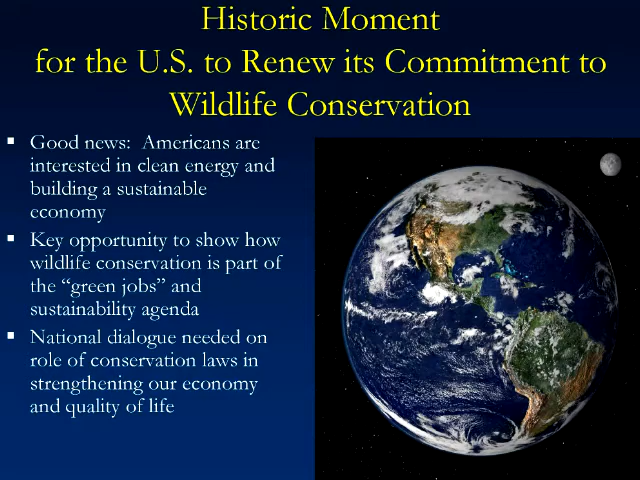 Historic Moment
for the U.S. to Renew its Commitment to
Wildlife Conservation
▪ Good news:  Americans are
interested in clean energy and
building a sustainable
economy
▪ Key opportunity to show how
wildlife conservation is part of
the “green jobs” and
sustainability agenda
▪ National dialogue needed on
role of conservation laws in
strengthening our economy
and quality of life